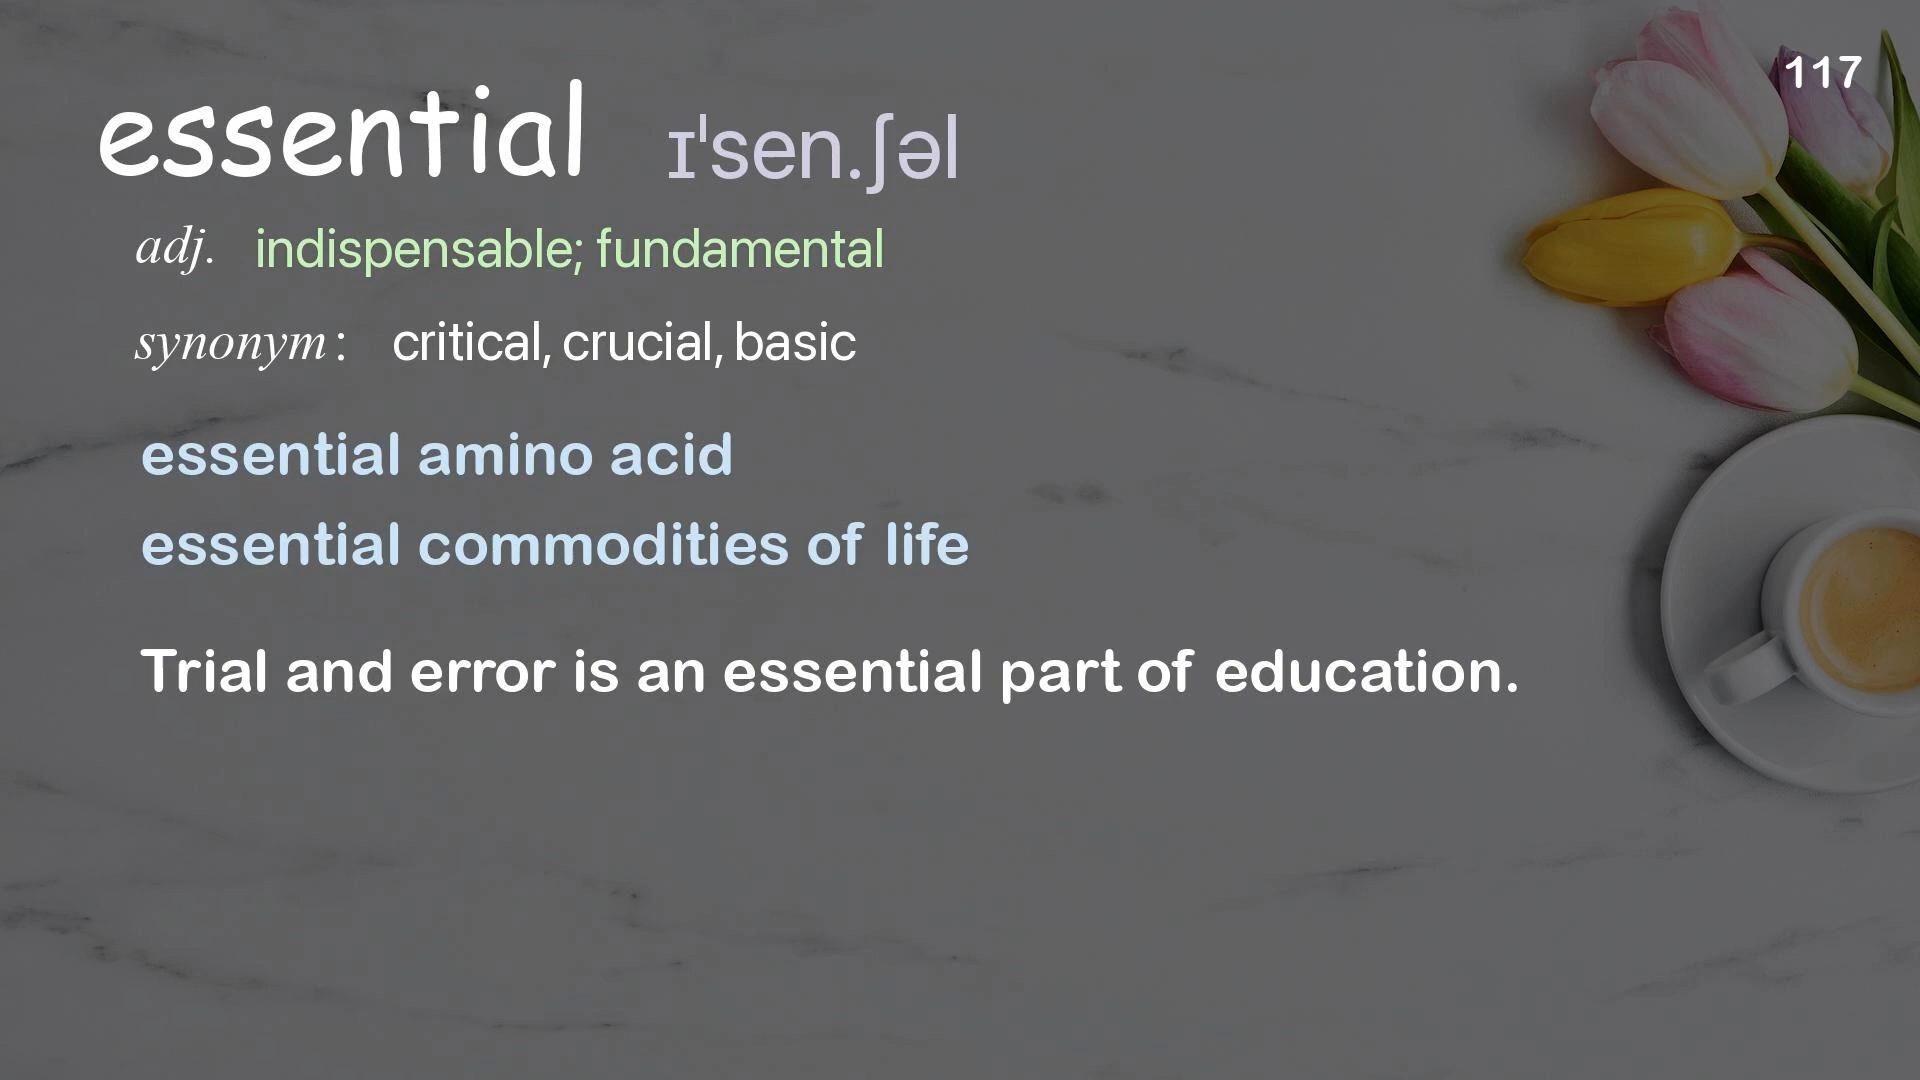 117
essential ɪˈsen.ʃəl
adj. indispensable; fundamental
synonym: critical, crucial, basic
essential amino acid
essential commodities of life
Trial and error is an essential part of education.